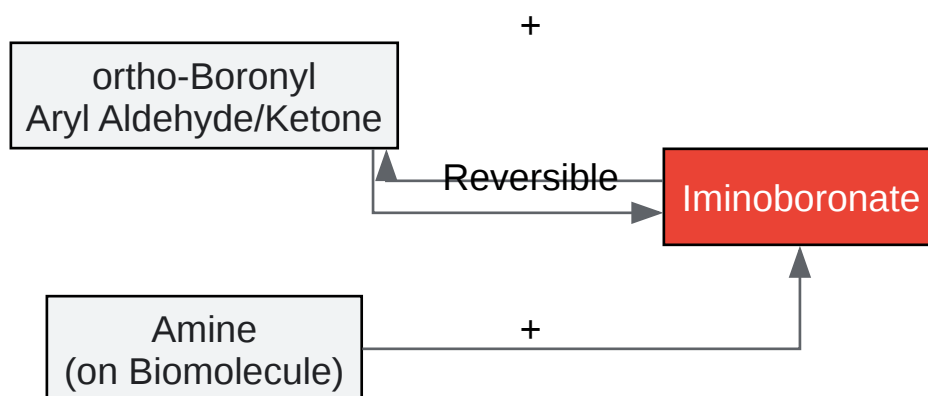 +
ortho-Boronyl
Aryl Aldehyde/Ketone
Reversible
Iminoboronate
Amine
(on Biomolecule)
+